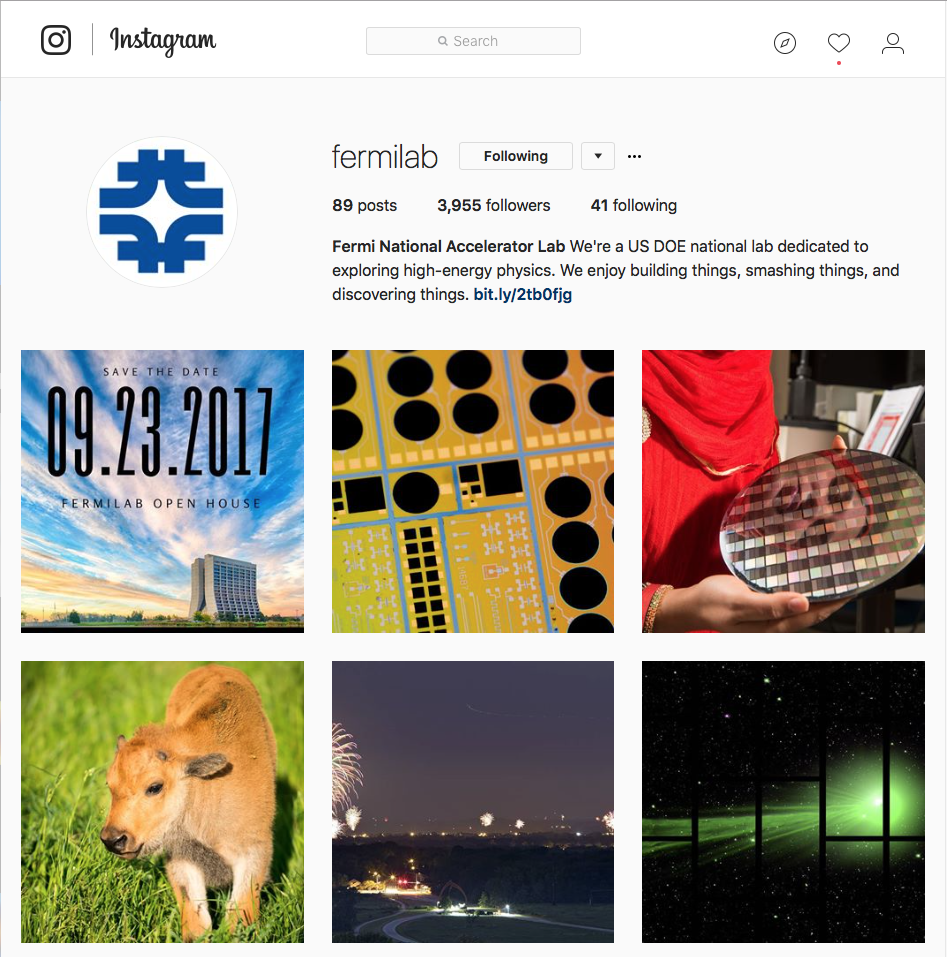 Instagram
Search
fermilab Following
89 posts 3,955 followers 41 following
Fermi National Accelerator Lab We're a US DOE national lab dedicated to
exploring high-energy physics. We enjoy building things, smashing things, and
discovering things. bit.ly/2tb0fjg
SAVE THE DATE
09.23.2017
FERMILAB OPEN HOUSE